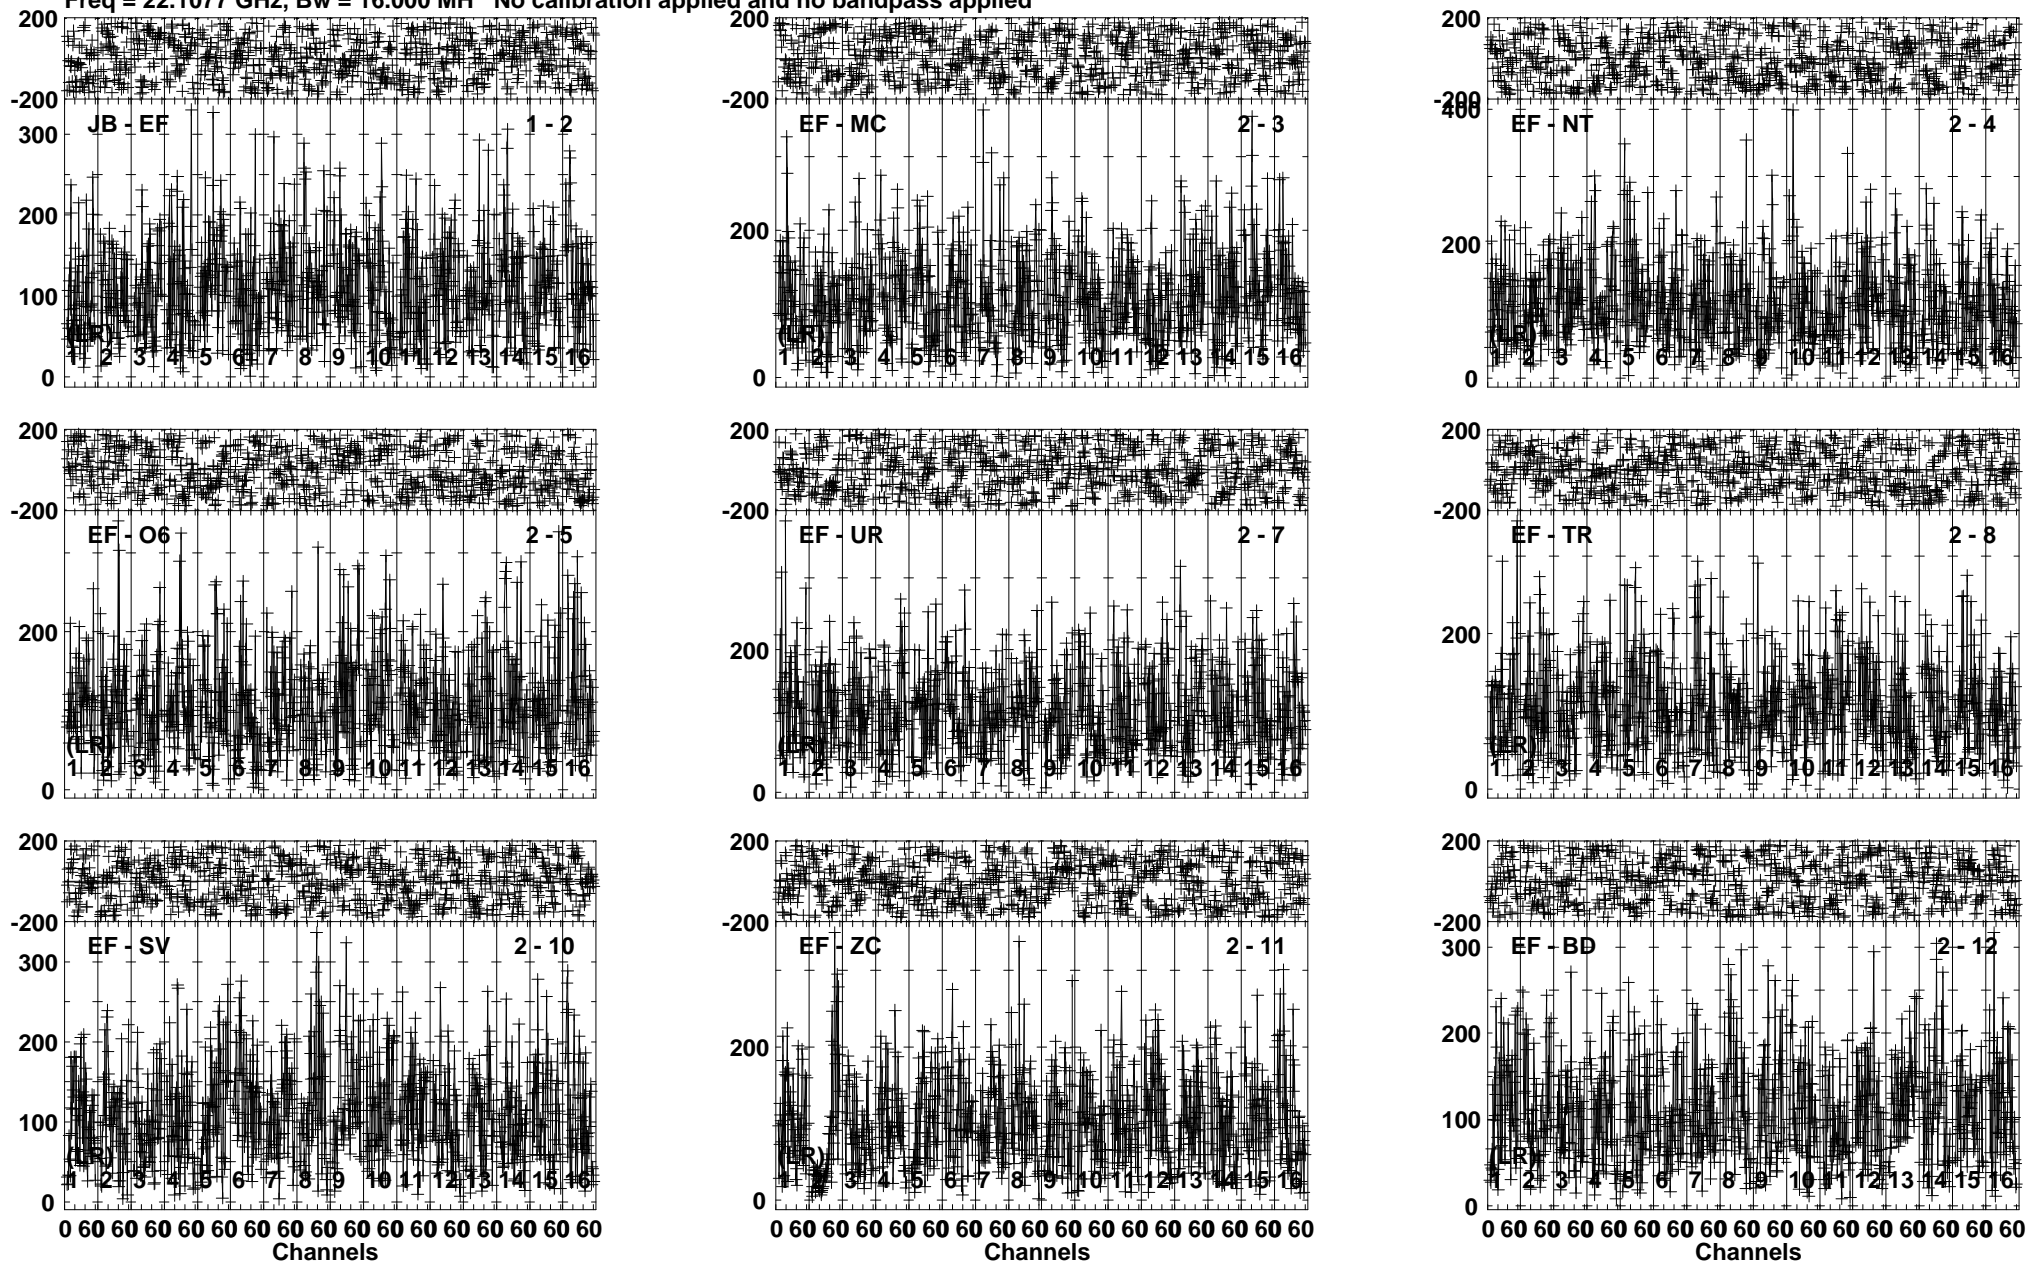 Freq = 22.1077 GHz, Bw = 16.000 MH No calibration applied and no bandpass applied
200
-200
JB - EF 1 - 2
300
200
100
0
(LR)
1 2 3 4 5 6 7 8 9 10 11 12 13 14 15 16
200
-200
EF - MC 2 - 3
200
0
(LR)
1 2 3 4 5 6 7 8 9 10 11 12 13 14 15 16
200
-200
400
EF - NT 2 - 4
200
0
(LR)
1 2 3 4 5 6 7 8 9 10 11 12 13 14 15 16
200
-200
EF - O6 2 - 5
200
0
(LR)
1 2 3 4 5 6 7 8 9 10 11 12 13 14 15 16
200
-200
EF - UR 2 - 7
200
0
(LR)
1 2 3 4 5 6 7 8 9 10 11 12 13 14 15 16
200
-200
EF - TR 2 - 8
200
0
(LR)
1 2 3 4 5 6 7 8 9 10 11 12 13 14 15 16
200
-200
EF - SV 2 - 10
300
200
100
0
(LR)
1 2 3 4 5 6 7 8 9 10 11 12 13 14 15 16
0 60 60 60 60 60 60 60 60 60 60 60 60 60 60 60 60
Channels
200
-200
EF - ZC 2 - 11
200
0
(LR)
1 2 3 4 5 6 7 8 9 10 11 12 13 14 15 16
0 60 60 60 60 60 60 60 60 60 60 60 60 60 60 60 60
Channels
200
-200
EF - BD 2 - 12
300
200
100
0
(LR)
1 2 3 4 5 6 7 8 9 10 11 12 13 14 15 16
0 60 60 60 60 60 60 60 60 60 60 60 60 60 60 60 60
Channels